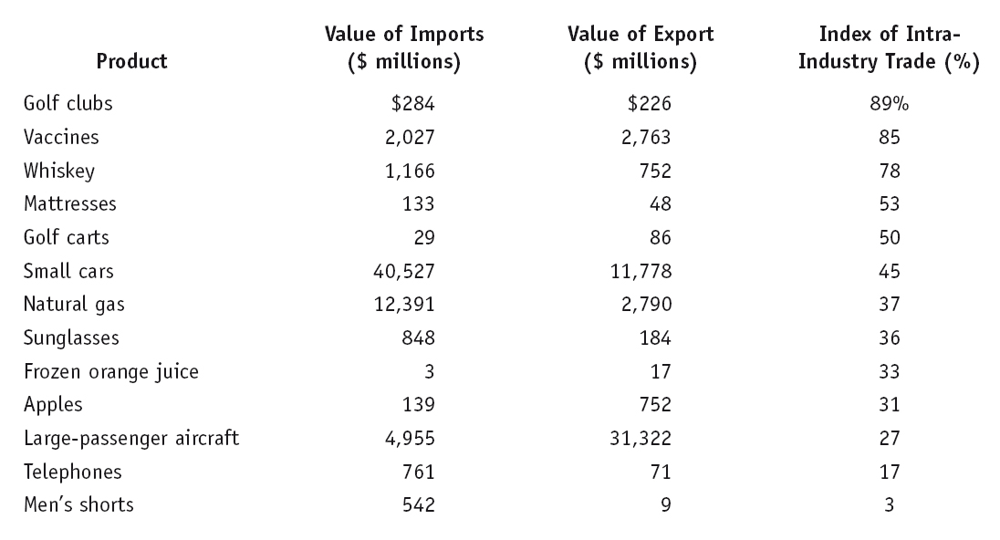 Value of Imports Value of Export Index of Intra-
Product ($ millions) ($ millions) Industry Trade (%)
Golf clubs $284 $226 89%
Vaccines 2,027 2,763 85
Whiskey 1,166 752 78
Mattresses 133 48 53
Golf carts 29 86 50
Small cars 40,527 11,778 45
Natural gas 12,391 2,790 37
Sunglasses 848 184 36
Frozen orange juice 3 17 33
Apples 139 752 31
Large-passenger aircraft 4,955 31,322 27
Telephones 761 71 17
Men’s shorts 542 9 3